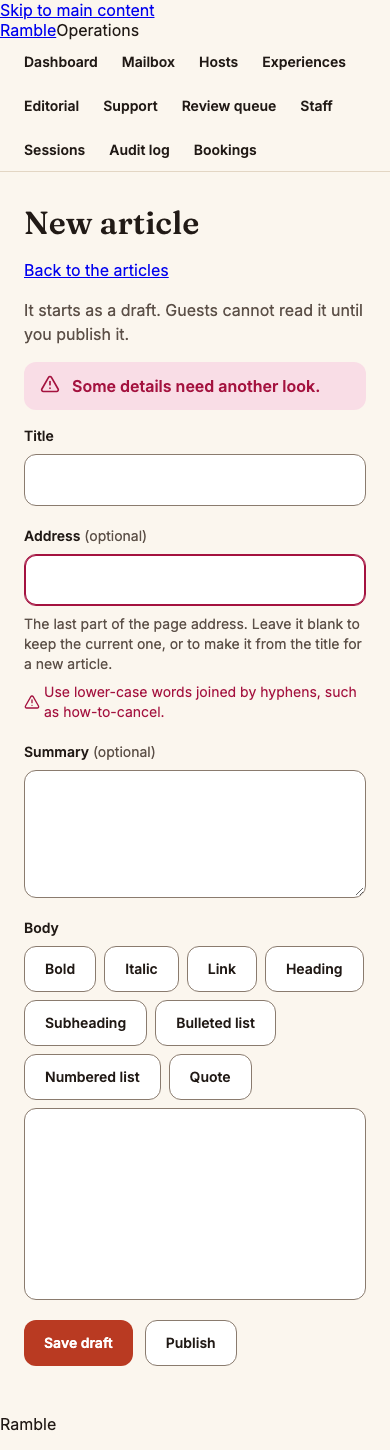 Skip to main content
RambleOperations
Dashboard Mailbox Hosts Experiences
Editorial Support Review queue Staff
Sessions Audit log Bookings
New article
Back to the articles
It starts as a draft. Guests cannot read it until
you publish it.
Some details need another look.
Title
Address (optional)
The last part of the page address. Leave it blank to
keep the current one, or to make it from the title for
a new article.
Use lower-case words joined by hyphens, such
as how-to-cancel.
Summary (optional)
Body
Bold Italic Link Heading
Subheading Bulleted list
Numbered list Quote
Save draft Publish
Ramble